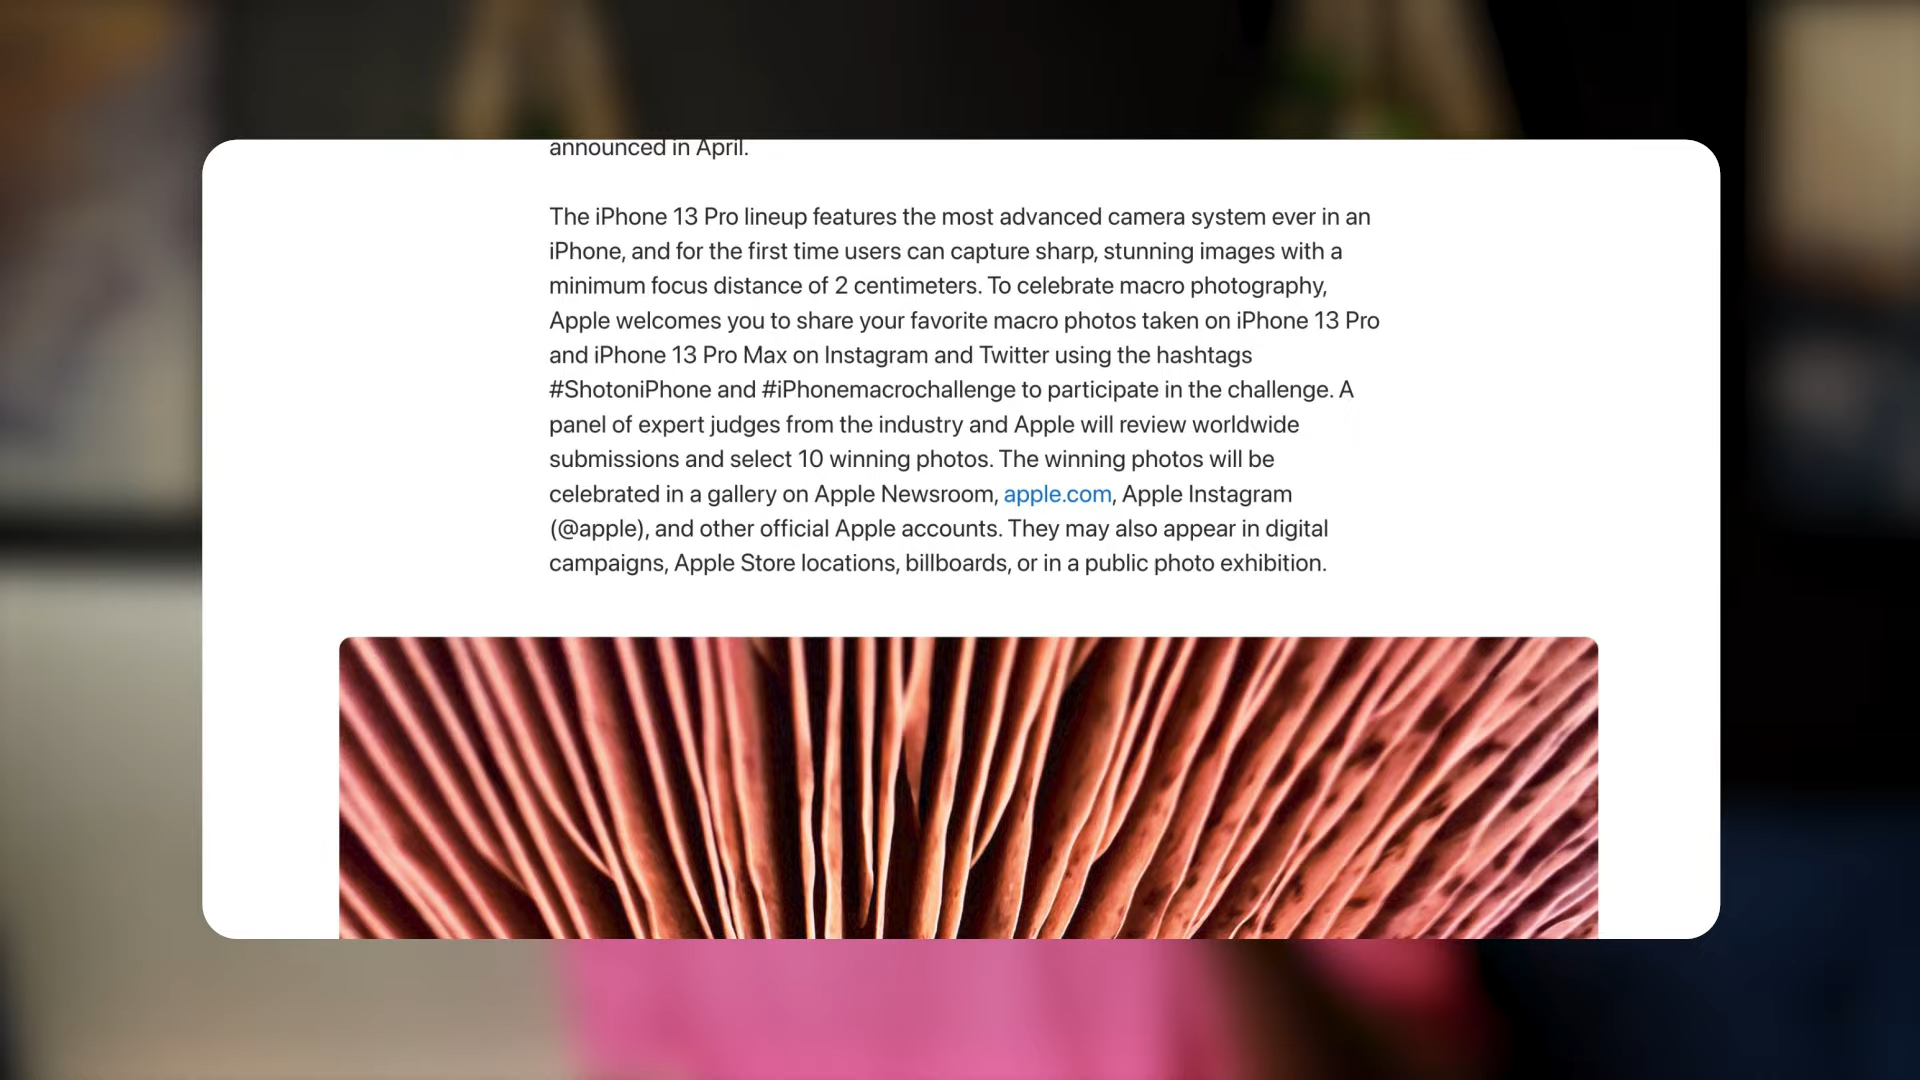 announced in April.
The iPhone 13 Pro lineup features the most advanced camera system ever in an
iPhone, and for the first time users can capture sharp, stunning images with a
minimum focus distance of 2 centimeters. To celebrate macro photography,
Apple welcomes you to share your favorite macro photos taken on iPhone 13 Pro
and iPhone 13 Pro Max on Instagram and Twitter using the hashtags
#ShotoniPhone and #iPhonemacrochallenge to participate in the challenge. A
panel of expert judges from the industry and Apple will review worldwide
submissions and select 10 winning photos. The winning photos will be
celebrated in a gallery on Apple Newsroom, apple.com, Apple Instagram
(@apple), and other official Apple accounts. They may also appear in digital
campaigns, Apple Store locations, billboards, or in a public photo exhibition.